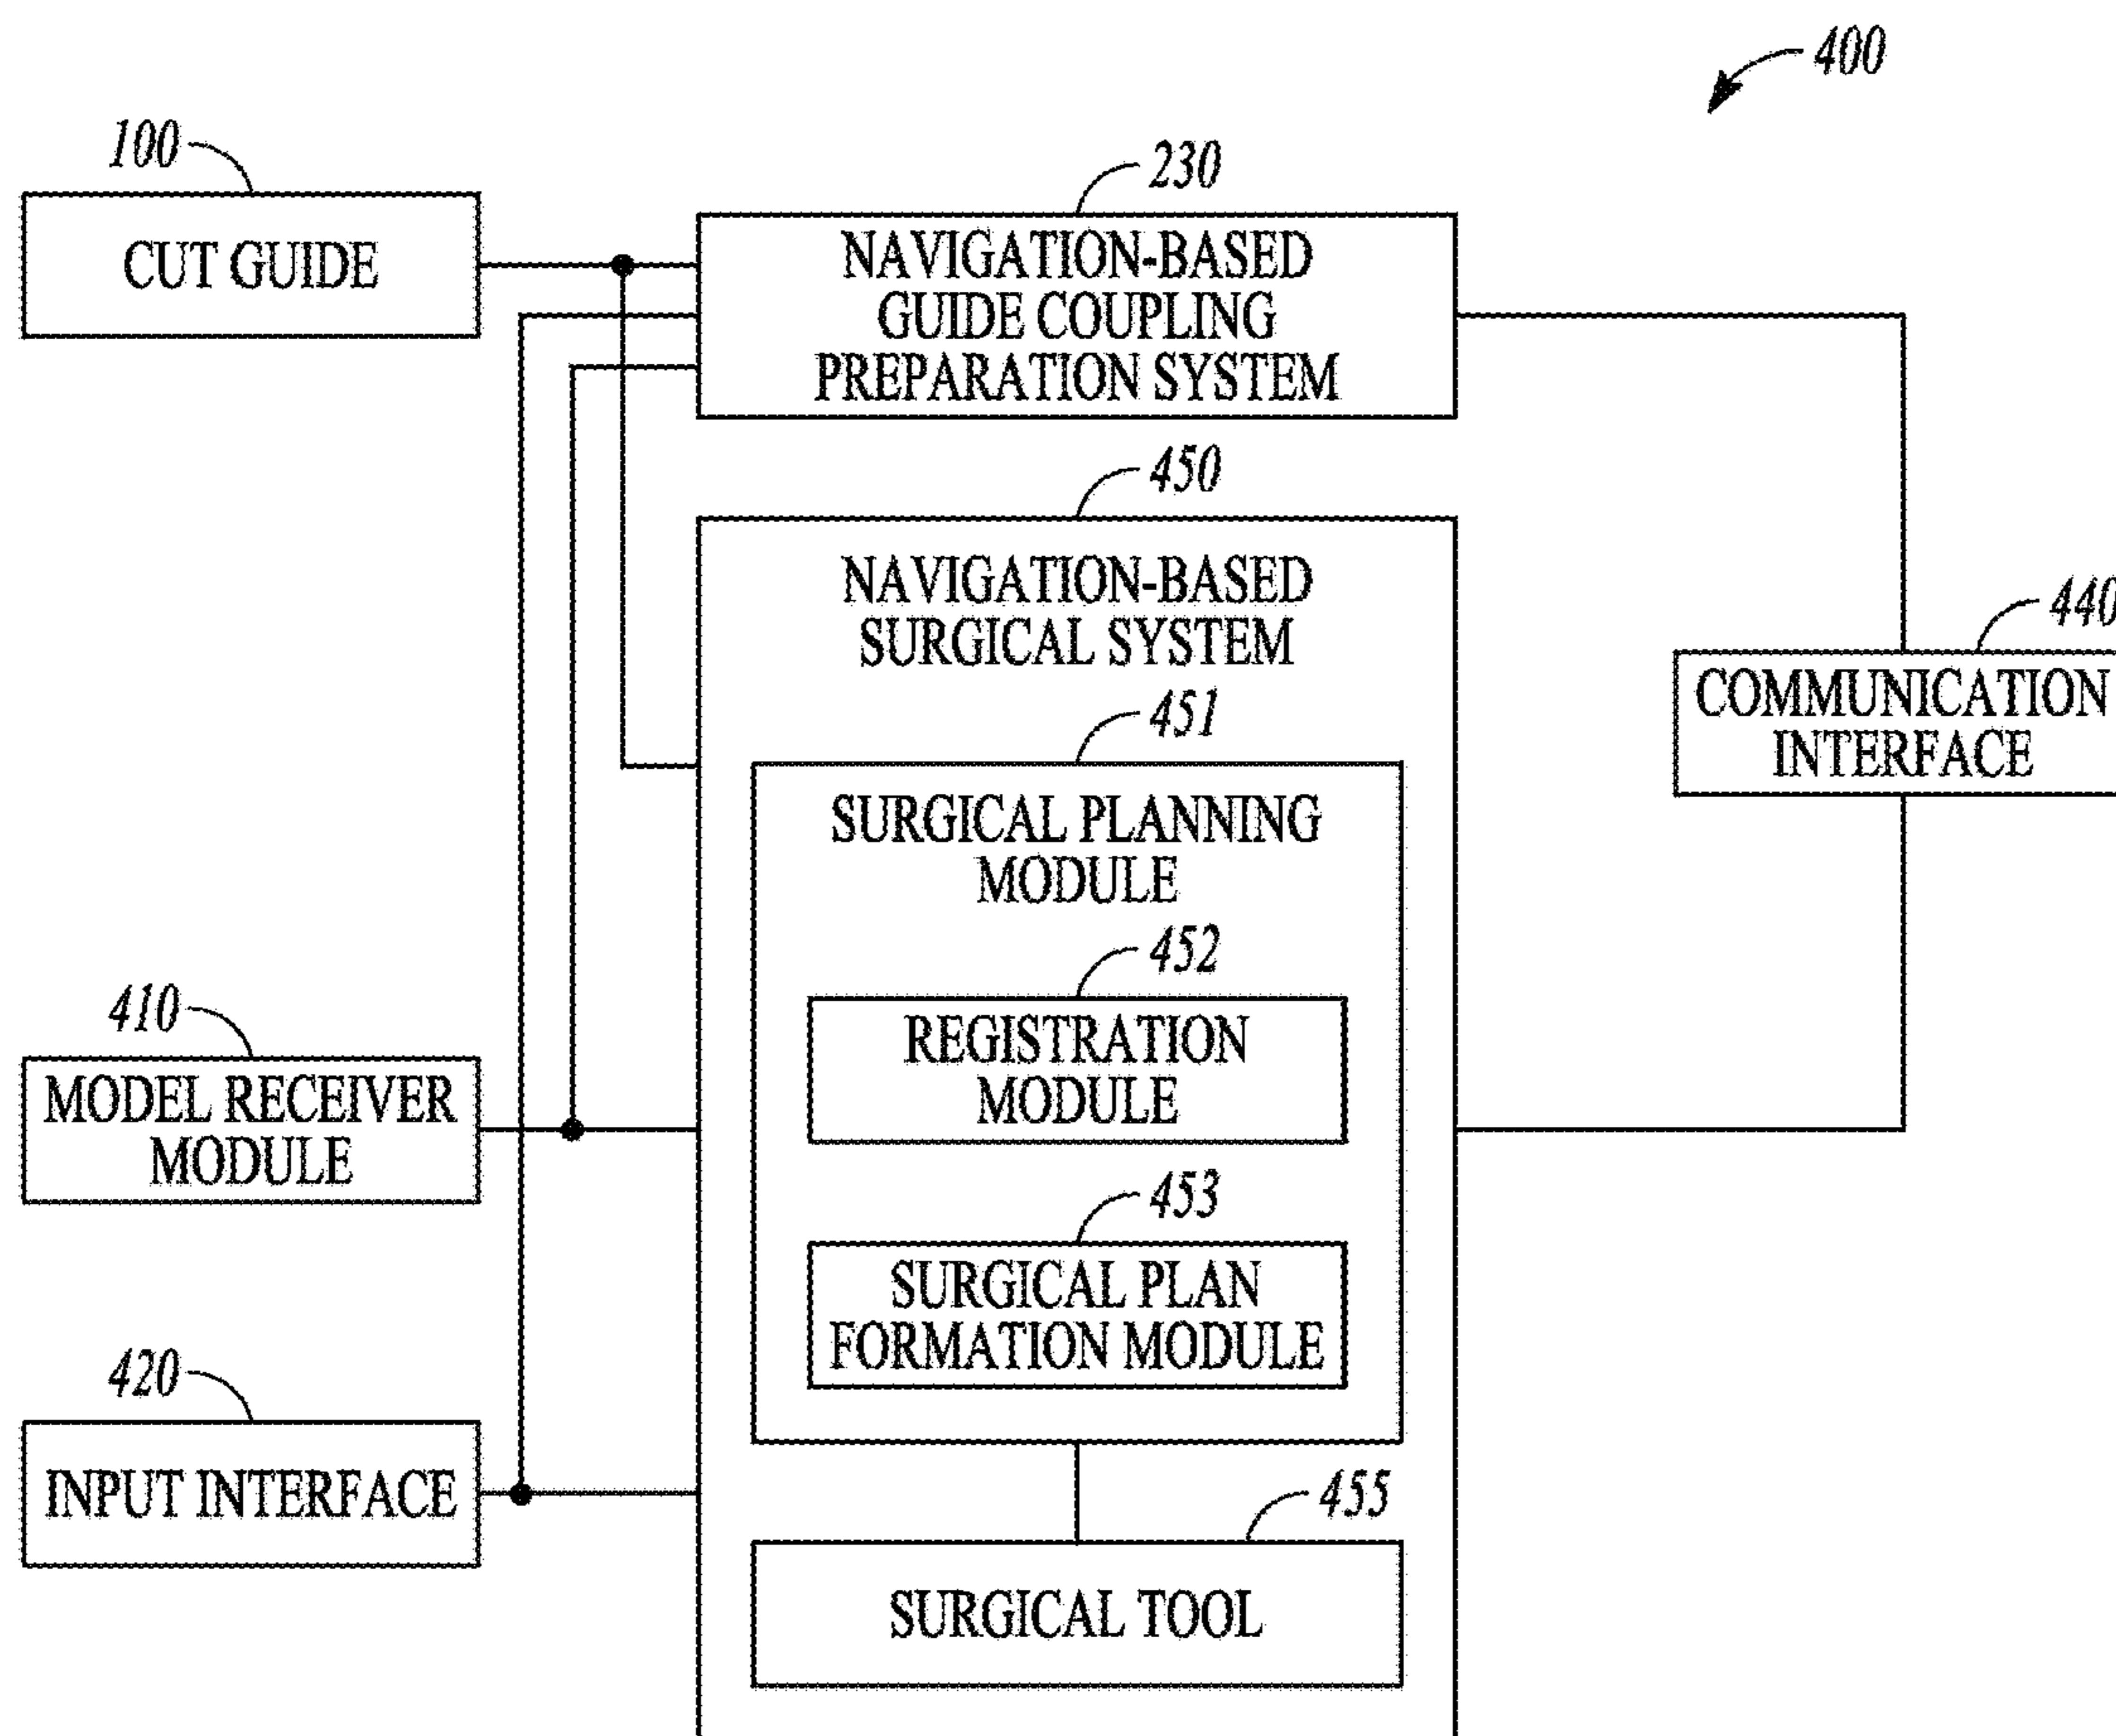 400
100
CUT GUIDE
230
NAVIGATION-BASED
GUIDE COUPLING
PREPARATION SYSTEM
450
NAVIGATION-BASED
SURGICAL SYSTEM
440
COMMUNICATION
INTERFACE
451
SURGICAL PLANNING
MODULE
452
REGISTRATION
MODULE
410
MODEL RECEIVER
MODULE
453
SURGICAL PLAN
FORMATION MODULE
420
INPUT INTERFACE
455
SURGICAL TOOL